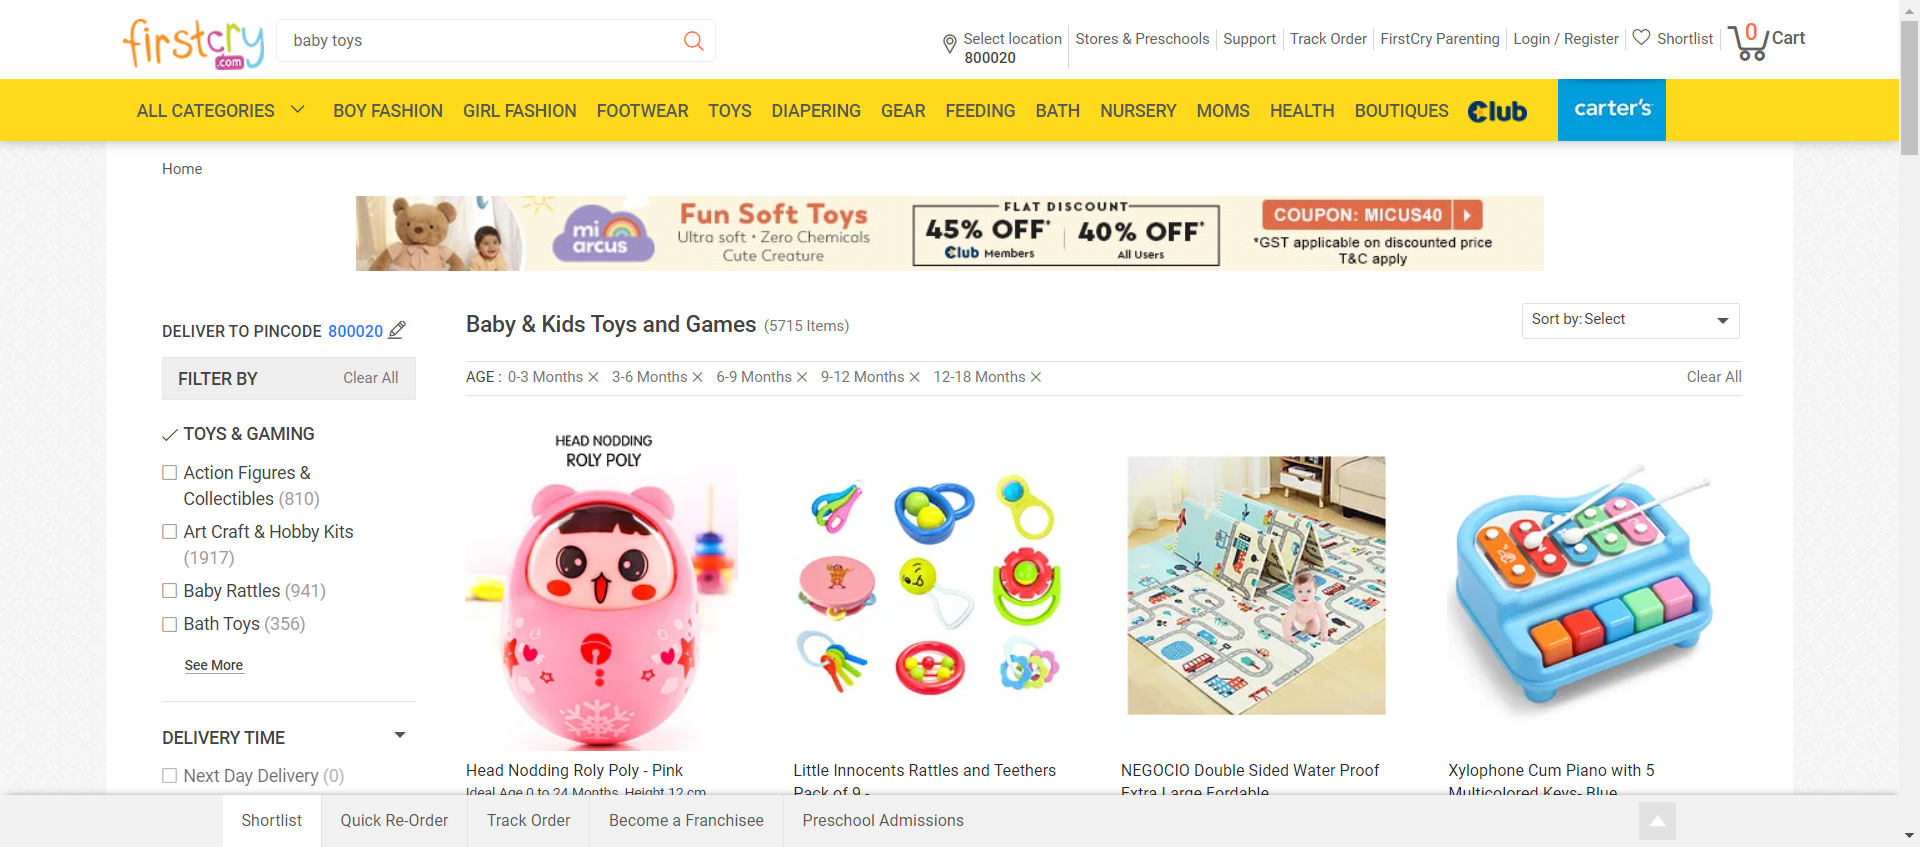 firstcry
.com
baby toys
Select location
800020
Stores & Preschools
Support
Track Order
FirstCry Parenting
Login / Register
Shortlist
0
Cart
ALL CATEGORIES
BOY FASHION
GIRL FASHION
FOOTWEAR
TOYS
DIAPERING
GEAR
FEEDING
BATH
NURSERY
MOMS
HEALTH
BOUTIQUES
Club
carter's
Home
mi
arcus
Fun Soft Toys
Ultra soft • Zero Chemicals
Cute Creature
FLAT DISCOUNT
45% OFF*
Club Members
40% OFF*
All Users
COUPON: MICUS40
*GST applicable on discounted price
T&C apply
DELIVER TO PINCODE 800020
FILTER BY
Clear All
TOYS & GAMING
Action Figures &
Collectibles (810)
Art Craft & Hobby Kits
(1917)
Baby Rattles (941)
Bath Toys (356)
See More
DELIVERY TIME
Next Day Delivery (0)
Baby & Kids Toys and Games (5715 Items)
Sort by: Select
AGE : 0-3 Months 3-6 Months 6-9 Months 9-12 Months 12-18 Months
Clear All
HEAD NODDING
ROLY POLY
Head Nodding Roly Poly - Pink
Ideal Age 0 to 24 Months, Height 12 cm
Little Innocents Rattles and Teethers
Pack of 9 -
NEGOCIO Double Sided Water Proof
Extra Large Fordable
Xylophone Cum Piano with 5
Multicolored Keys- Blue
Shortlist
Quick Re-Order
Track Order
Become a Franchisee
Preschool Admissions